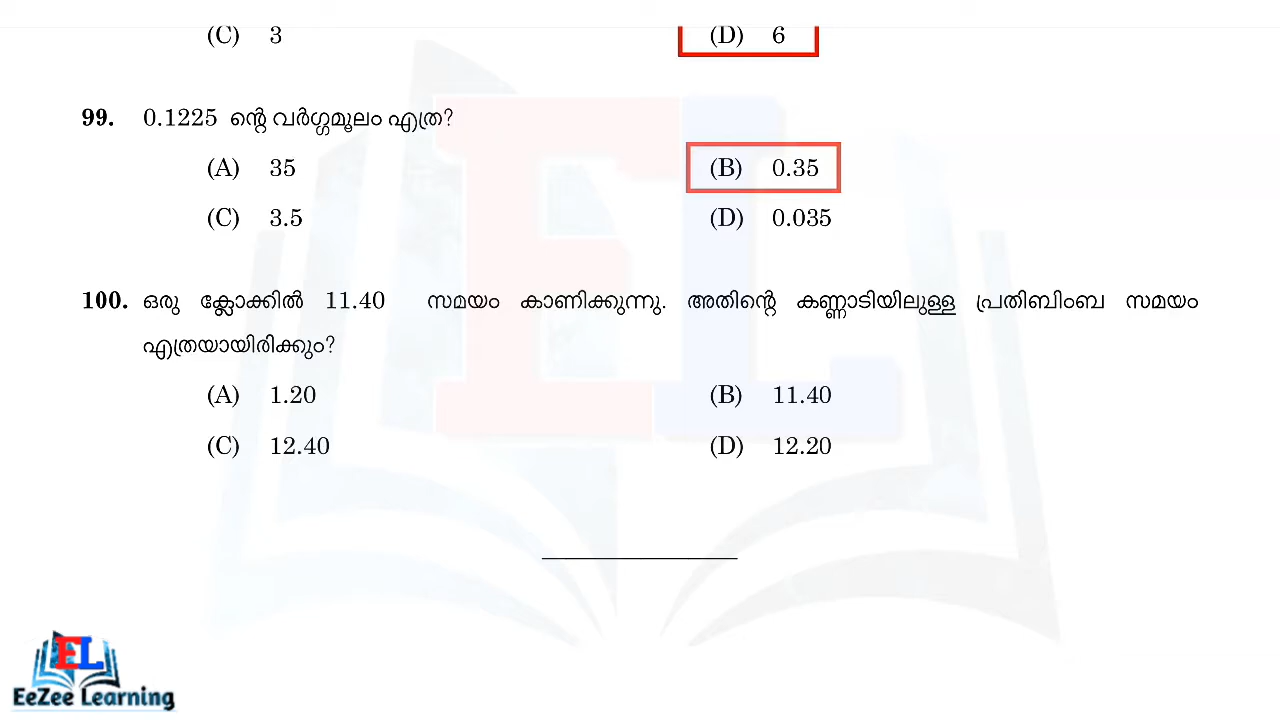 (C) 3 (D) 6
99. 0.1225 ന്റെ വർഗ്ഗമൂലം എത്ര?
(A) 35 (B) 0.35
(C) 3.5 (D) 0.035
100. ഒരു ക്ലോക്കിൽ 11.40 സമയം കാണിക്കുന്നു. അതിന്റെ കണ്ണാടിയിലുള്ള പ്രതിബിംബ സമയം
എത്രയായിരിക്കും?
(A) 1.20 (B) 11.40
(C) 12.40 (D) 12.20
EL
EL
EeZee Learning